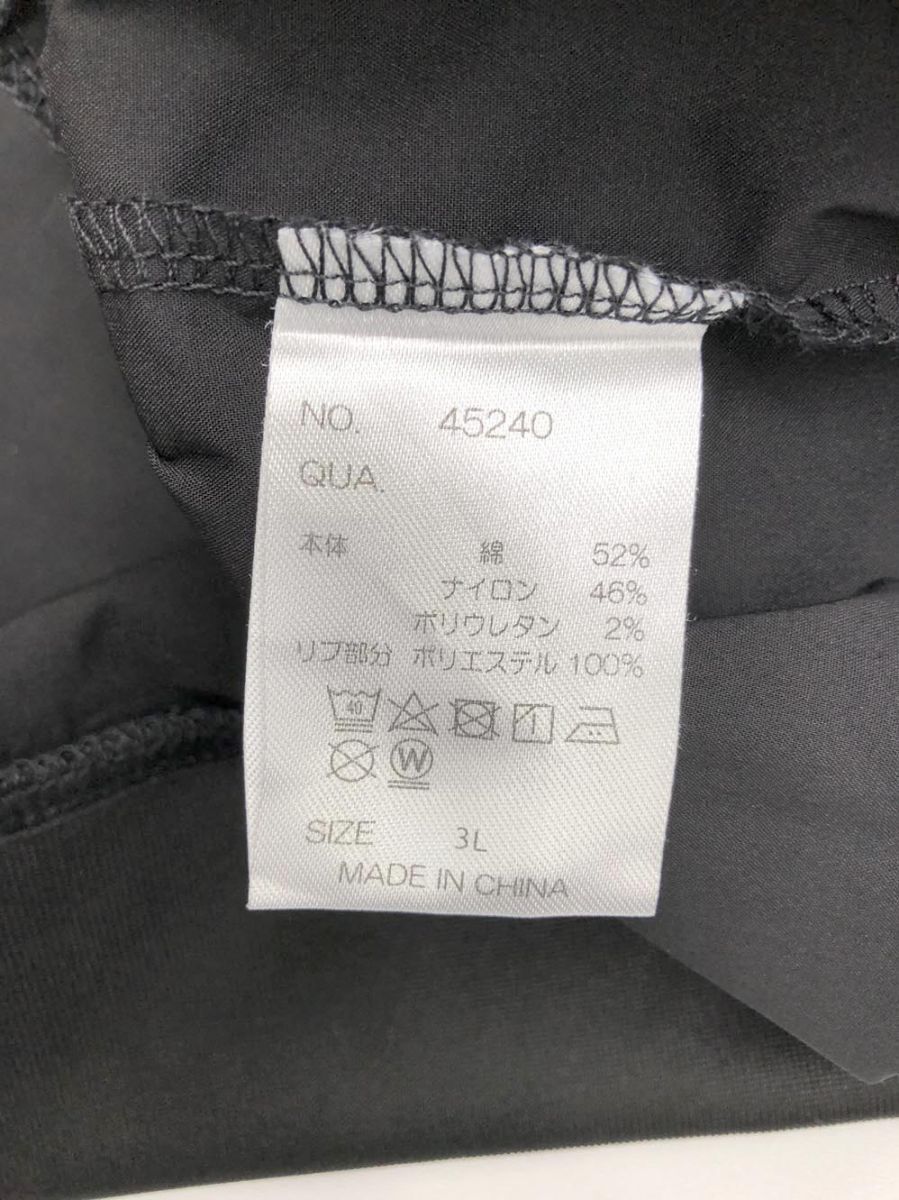 NO. 45240
QUA.
本体 綿 52%
ナイロン 46%
ポリウレタン 2%
リブ部分 ポリエステル 100%
40
W
SIZE 3L
MADE IN CHINA